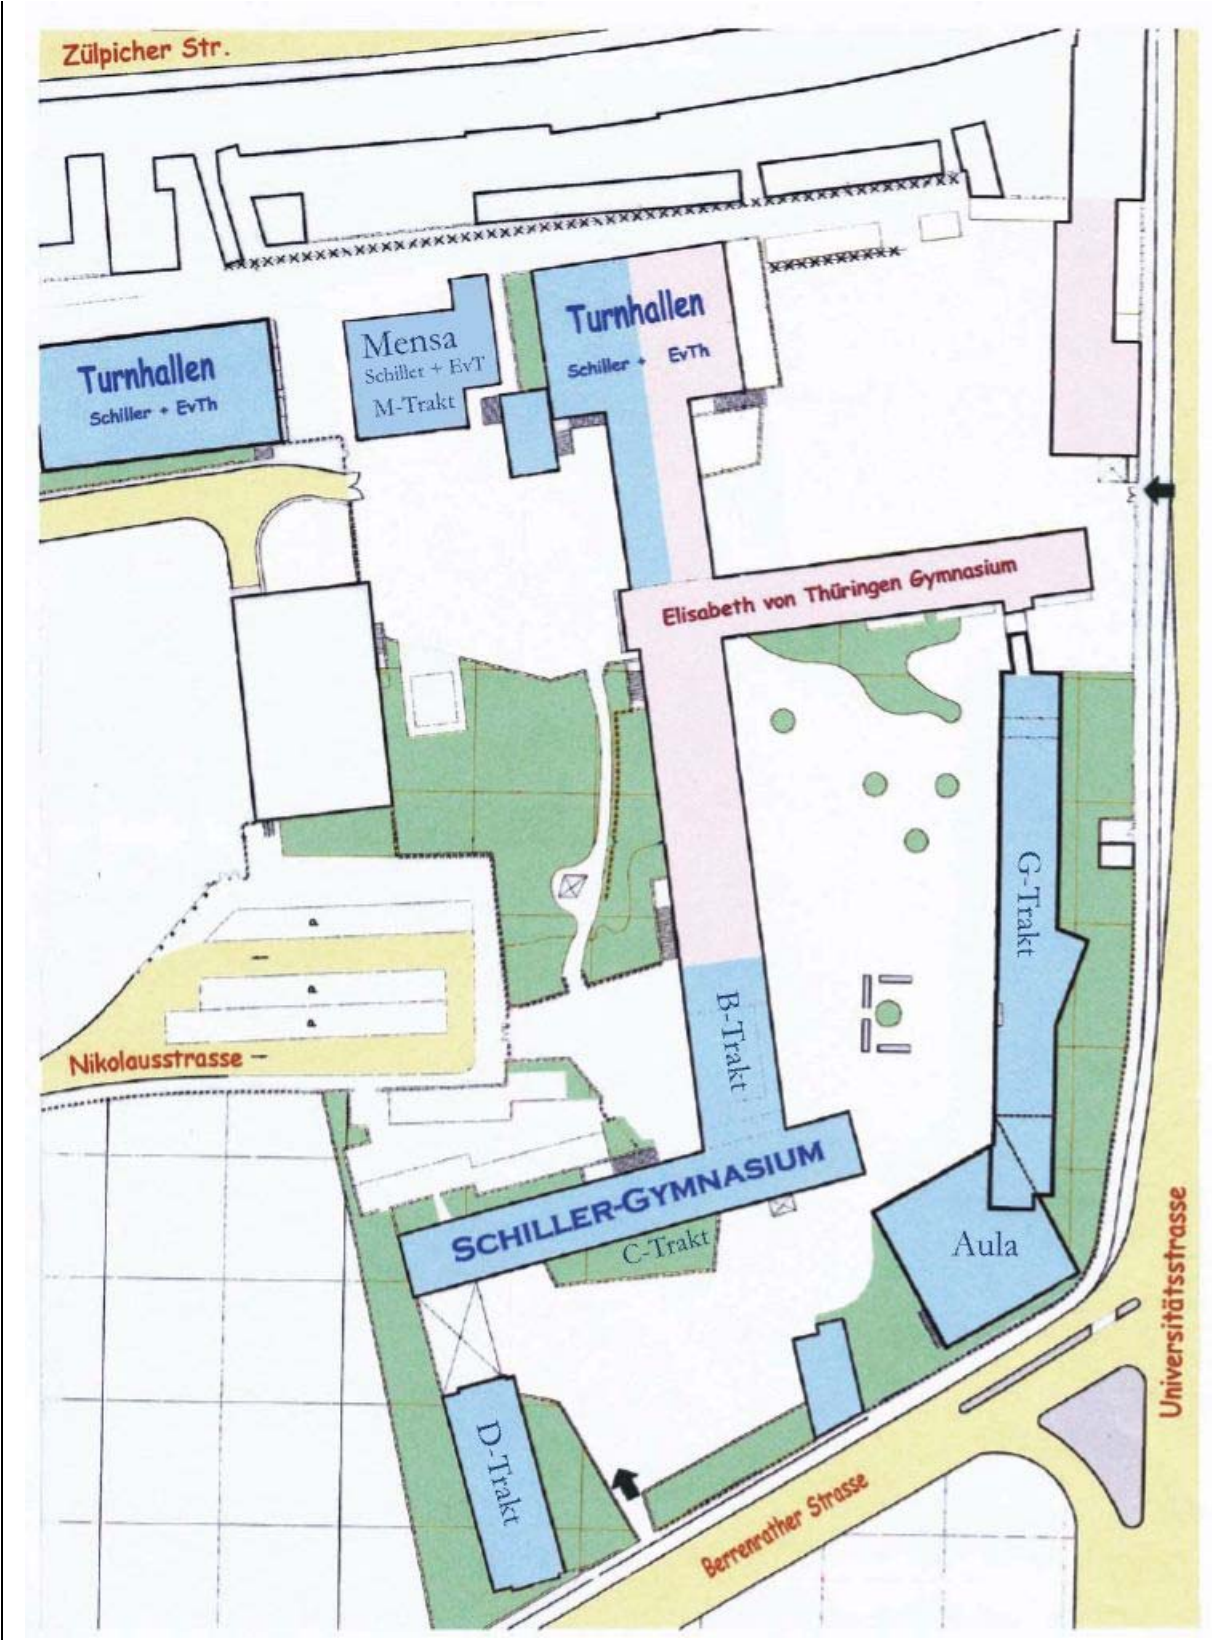 Zülpicher Str.
Turnhallen
Schiller + EvTh
Mensa
Schiller + EvT
M-Trakt
Turnhallen
Schiller + EvTh
Elisabeth von Thüringen Gymnasium
G-Trakt
P
P
P
Nikolausstrasse
B-Trakt
SCHILLER-GYMNASIUM
C-Trakt
Aula
D-Trakt
Berrenrather Strasse
Universitätsstrasse